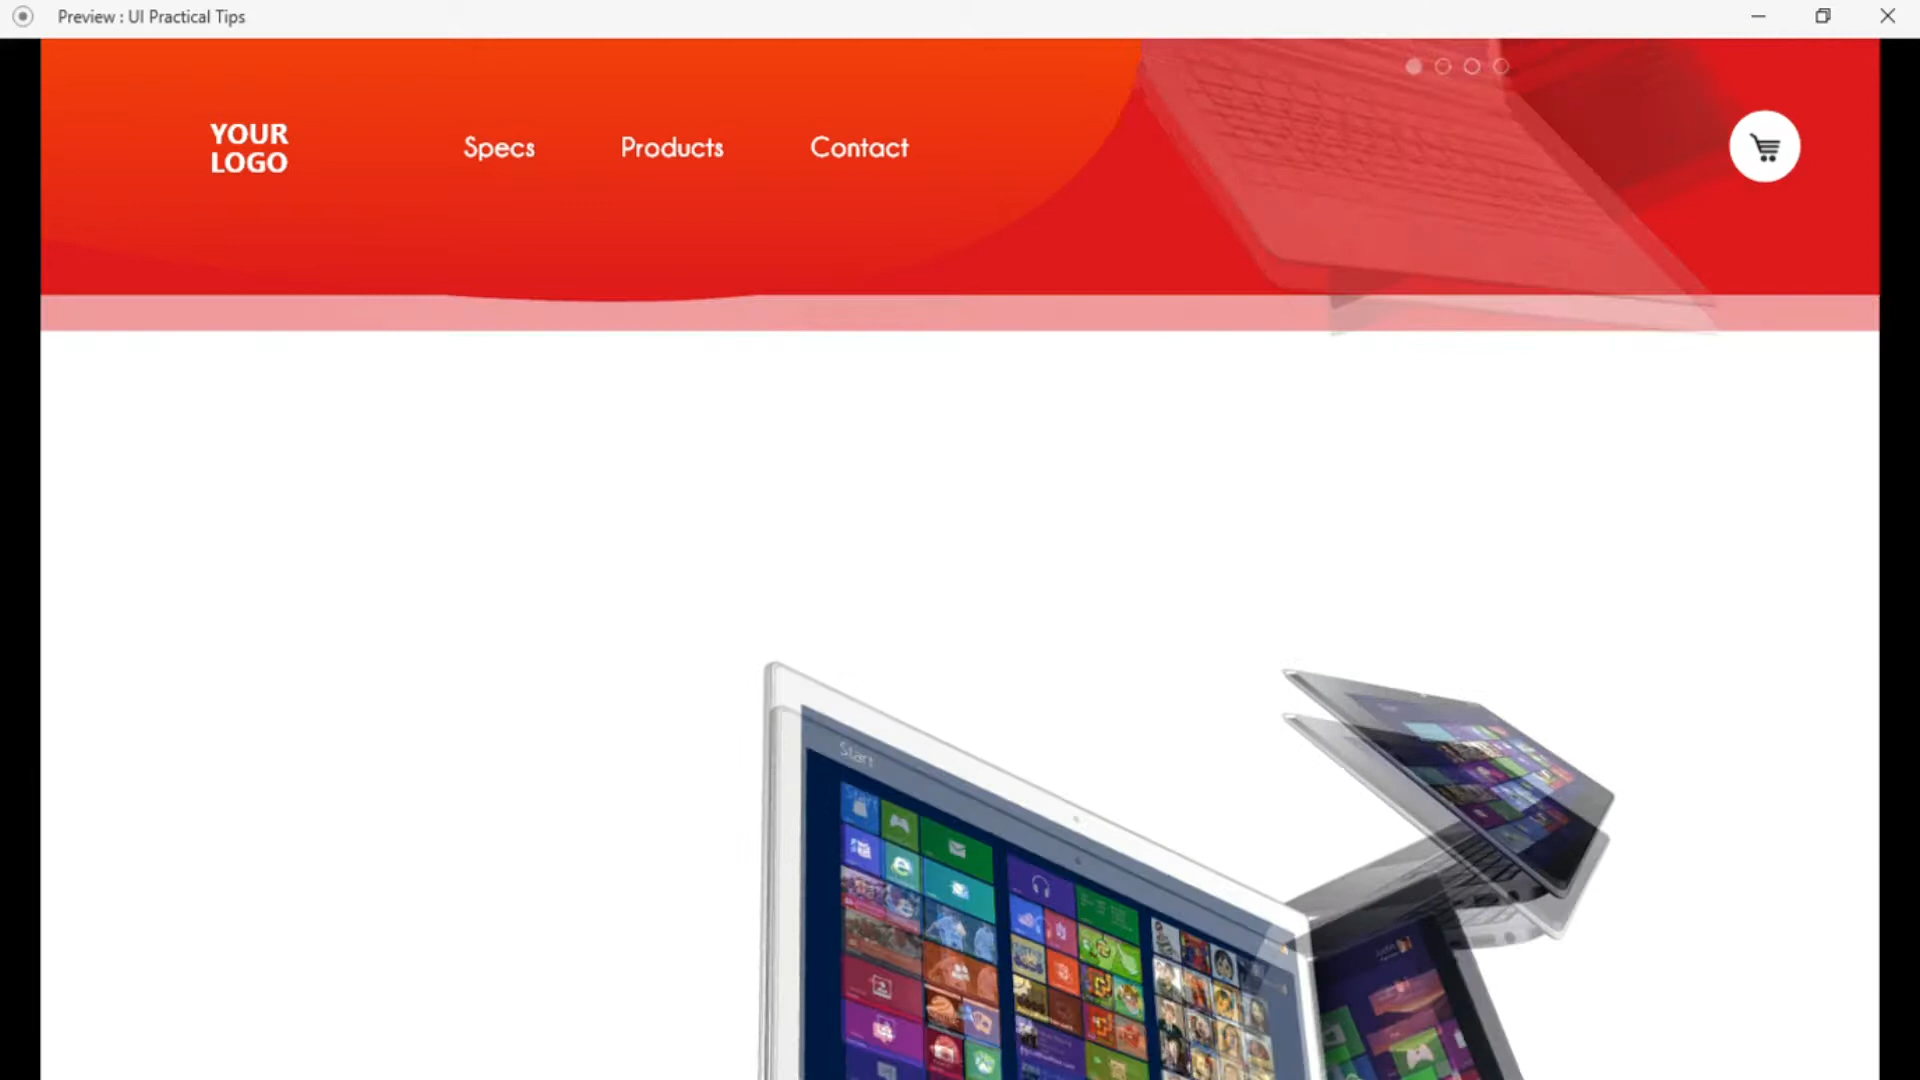 Preview : UI Practical Tips
YOUR
LOGO
Specs
Products
Contact
Start